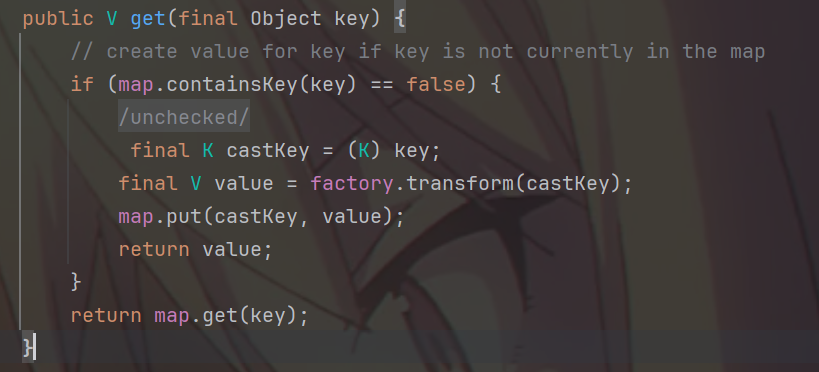 public V get(final Object key) {
// create value for key if key is not currently in the map
if (map.containsKey(key) == false) {
/unchecked/
final K castKey = (K) key;
final V value = factory.transform(castKey);
map.put(castKey, value);
return value;
}
return map.get(key);
}